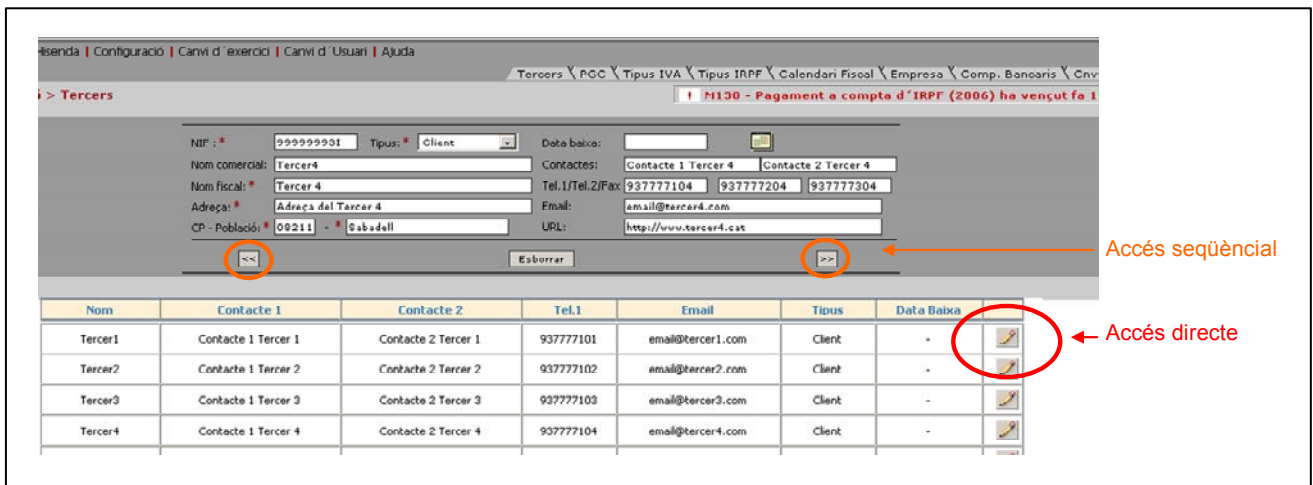 Hisenda | Configuració | Canvi d´exercici | Canvi d´Usuari | Ajuda
Tercers \ PGC \ Tipus IVA \ Tipus IRPF \ Calendari Fiscal \ Empresa \ Comp. Bancaris \ Cnv
> Tercers ! M130 - Pagament a compta d´IRPF (2006) ha vençut fa 1
NIF :* Tipus:* Client Data baixa:
Nom comercial: Tercer4 Contactes: Contacte 1 Tercer 4 Contacte 2 Tercer 4
Nom fiscal: * Tercer 4 Tel.1/Tel.2/Fax 937777104 937777204 937777304
Adreça: * Adreça del Tercer 4 Email: email@tercer4.com
CP - Població: * 08211 - * Sabadell URL: http://www.tercer4.cat
<< Esborrar >> Accés seqüèncial
Nom Contacte 1 Contacte 2 Tel.1 Email Tipus Data Baixa
Tercer1 Contacte 1 Tercer 1 Contacte 2 Tercer 1 937777101 email@tercer1.com Client - Accés directe
Tercer2 Contacte 1 Tercer 2 Contacte 2 Tercer 2 937777102 email@tercer2.com Client -
Tercer3 Contacte 1 Tercer 3 Contacte 2 Tercer 3 937777103 email@tercer3.com Client -
Tercer4 Contacte 1 Tercer 4 Contacte 2 Tercer 4 937777104 email@tercer4.com Client -